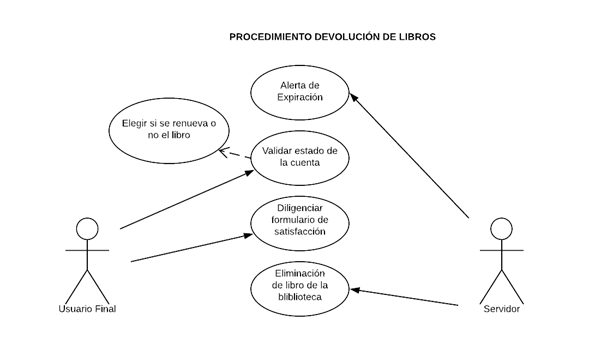 PROCEDIMIENTO DEVOLUCIÓN DE LIBROS
Alerta de
Expiración
Elegir si se renueva o
no el libro
Validar estado de
la cuenta
Diligenciar
formulario de
satisfacción
Eliminación
de libro de la
bliblioteca
Usuario Final
Servidor